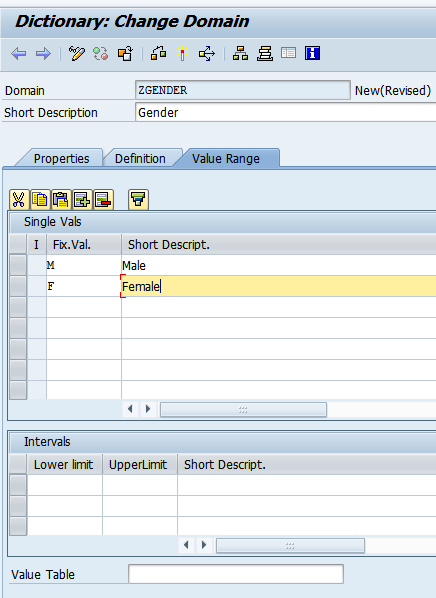 Dictionary: Change Domain
Domain ZGENDER New(Revised)
Short Description Gender
Properties Definition Value Range
Single Vals
I Fix.Val. Short Descript.
M Male
F Female
Intervals
Lower limit UpperLimit Short Descript.
Value Table